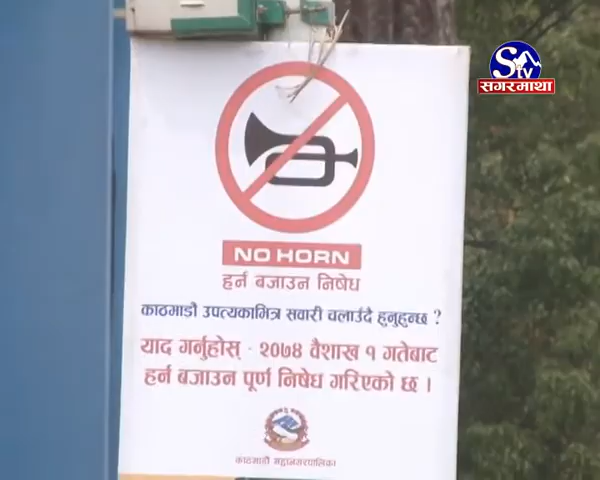 S tv
सगरमाथा
NO HORN
हर्न बजाउन निषेध
काठमाडौं उपत्यकाभित्र सवारी चलाउँदै हुनुहुन्छ ?
याद गर्नुहोस् - २०७४ वैशाख १ गतेबाट
हर्न बजाउन पूर्ण निषेध गरिएको छ ।
काठमाडौं महानगरपालिका